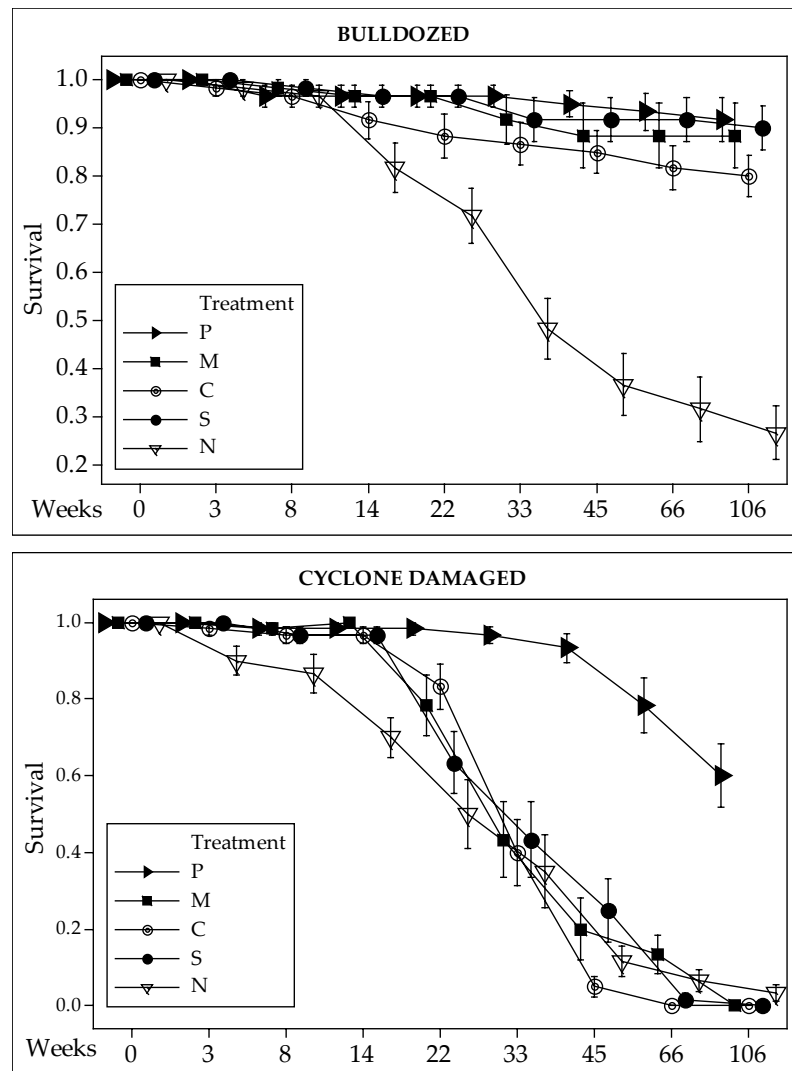 BULLDOZED
1.0
0.9
0.8
0.7
0.6
0.5
0.4
0.3
0.2
Survival
Treatment
P
M
C
S
N
Weeks 0 3 8 14 22 33 45 66 106
CYCLONE DAMAGED
1.0
0.8
0.6
0.4
0.2
0.0
Survival
Treatment
P
M
C
S
N
Weeks 0 3 8 14 22 33 45 66 106